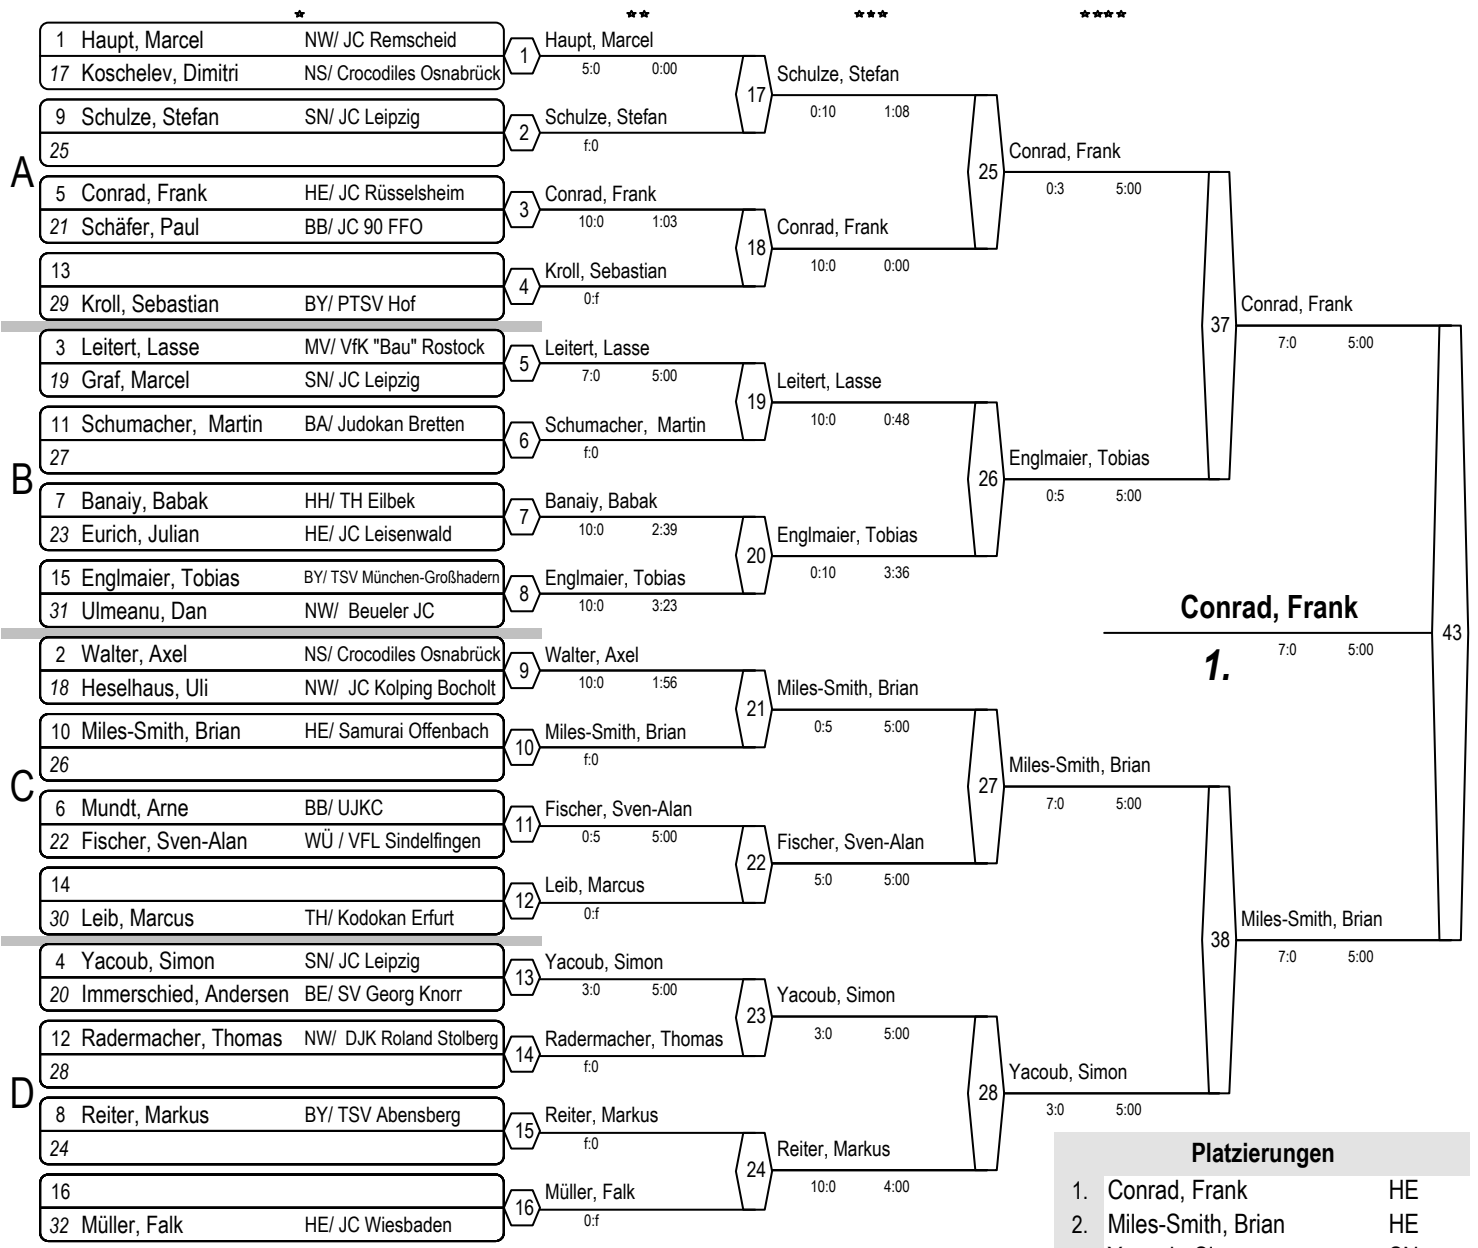 * ** *** ****
A
1 Haupt, Marcel NW/ JC Remscheid
17 Koschelev, Dimitri NS/ Crocodiles Osnabrück
9 Schulze, Stefan SN/ JC Leipzig
25
5 Conrad, Frank HE/ JC Rüsselsheim
21 Schäfer, Paul BB/ JC 90 FFO
13
29 Kroll, Sebastian BY/ PTSV Hof
B
3 Leitert, Lasse MV/ VfK "Bau" Rostock
19 Graf, Marcel SN/ JC Leipzig
11 Schumacher, Martin BA/ Judokan Bretten
27
7 Banaiy, Babak HH/ TH Eilbek
23 Eurich, Julian HE/ JC Leisenwald
15 Englmaier, Tobias BY/ TSV München-Großhadern
31 Ulmeanu, Dan NW/ Beueler JC
C
2 Walter, Axel NS/ Crocodiles Osnabrück
18 Heselhaus, Uli NW/ JC Kolping Bocholt
10 Miles-Smith, Brian HE/ Samurai Offenbach
26
6 Mundt, Arne BB/ UJKC
22 Fischer, Sven-Alan WÜ / VFL Sindelfingen
14
30 Leib, Marcus TH/ Kodokan Erfurt
D
4 Yacoub, Simon SN/ JC Leipzig
20 Immerschied, Andersen BE/ SV Georg Knorr
12 Radermacher, Thomas NW/ DJK Roland Stolberg
28
8 Reiter, Markus BY/ TSV Abensberg
24
16
32 Müller, Falk HE/ JC Wiesbaden
1 Haupt, Marcel
5:0 0:00
2 Schulze, Stefan
f:0
3 Conrad, Frank
10:0 1:03
4 Kroll, Sebastian
0:f
5 Leitert, Lasse
7:0 5:00
6 Schumacher, Martin
f:0
7 Banaiy, Babak
10:0 2:39
8 Englmaier, Tobias
10:0 3:23
9 Walter, Axel
10:0 1:56
10 Miles-Smith, Brian
f:0
11 Fischer, Sven-Alan
0:5 5:00
12 Leib, Marcus
0:f
13 Yacoub, Simon
3:0 5:00
14 Radermacher, Thomas
f:0
15 Reiter, Markus
f:0
16 Müller, Falk
0:f
17 Schulze, Stefan
0:10 1:08
18 Conrad, Frank
10:0 0:00
19 Leitert, Lasse
10:0 0:48
20 Englmaier, Tobias
0:10 3:36
21 Miles-Smith, Brian
0:5 5:00
22 Fischer, Sven-Alan
5:0 5:00
23 Yacoub, Simon
3:0 5:00
24 Reiter, Markus
10:0 4:00
25 Conrad, Frank
0:3 5:00
26 Englmaier, Tobias
0:5 5:00
27 Miles-Smith, Brian
7:0 5:00
28 Yacoub, Simon
3:0 5:00
37 Conrad, Frank
7:0 5:00
38 Miles-Smith, Brian
7:0 5:00
Conrad, Frank 43
1. 7:0 5:00
Platzierungen
1. Conrad, Frank HE
2. Miles-Smith, Brian HE